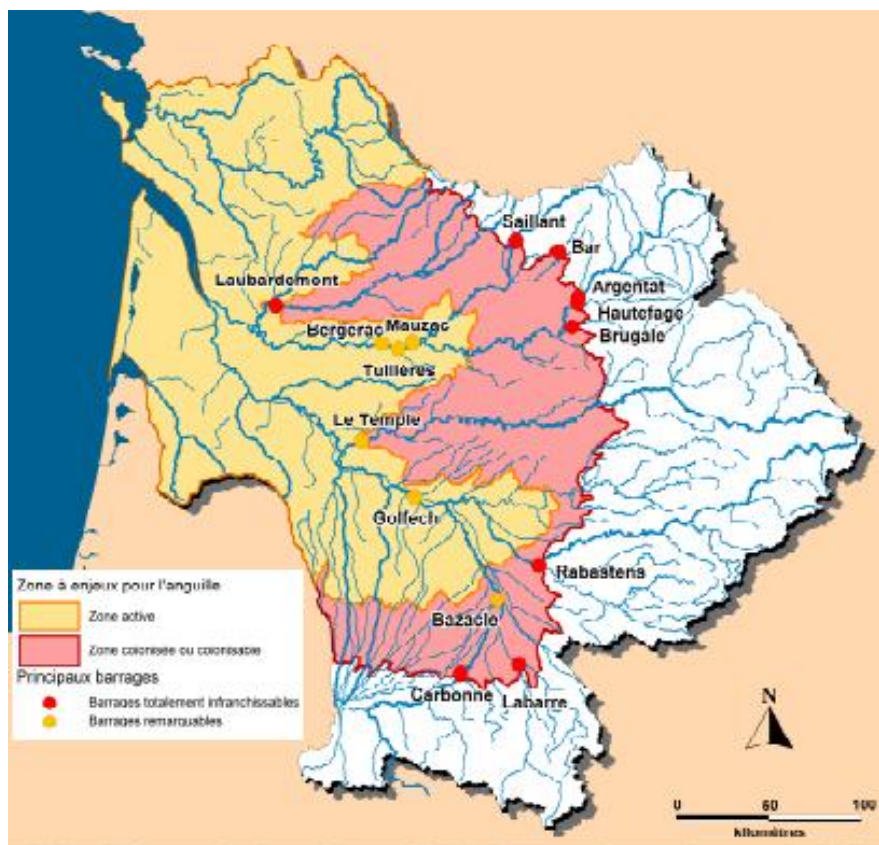 Saillant
Bar
Argentat
Laubardemont
Hautefage
Bergerac
Mauzac
Brugale
Tuilières
Le Temple
Golfech
Zone à enjeux pour l'anguille
Rabastens
Zone active
Bazacle
Zone colonisée ou colonisable
Principaux barrages
Barrages totalement infranchissables
Carbonne
Labarre
Barrages remarquables
N
0 60 100
kilomètres